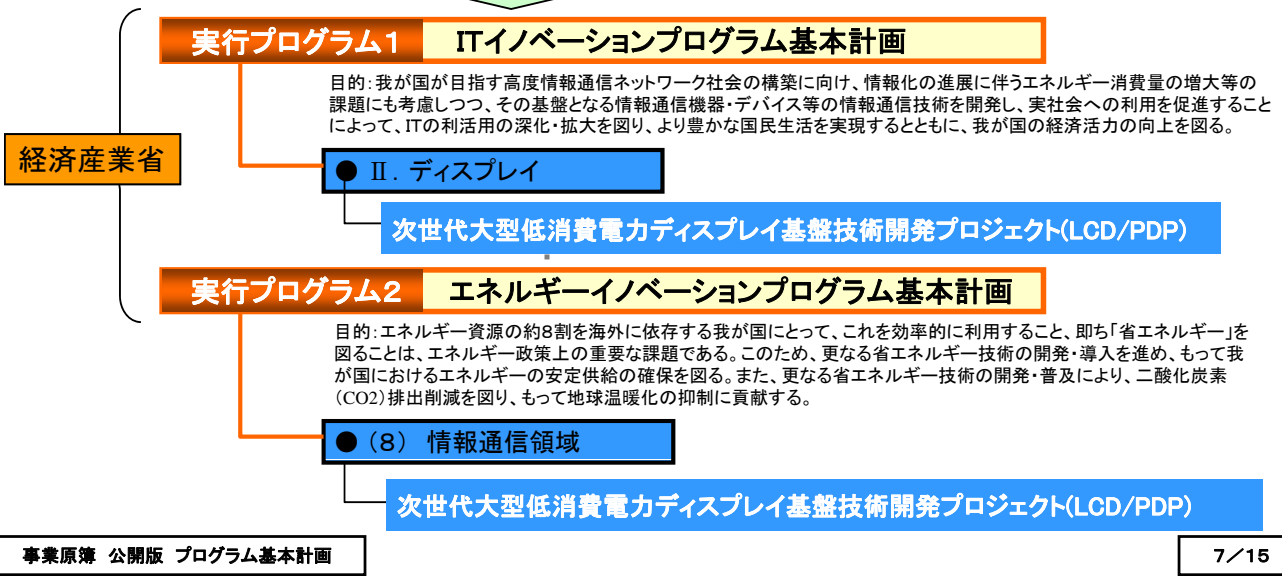 実行プログラム1 ITイノベーションプログラム基本計画
目的:我が国が目指す高度情報通信ネットワーク社会の構築に向け、情報化の進展に伴うエネルギー消費量の増大等の
課題にも考慮しつつ、その基盤となる情報通信機器・デバイス等の情報通信技術を開発し、実社会への利用を促進すること
によって、ITの利活用の深化・拡大を図り、より豊かな国民生活を実現するとともに、我が国の経済活力の向上を図る。
経済産業省
● Ⅱ. ディスプレイ
次世代大型低消費電力ディスプレイ基盤技術開発プロジェクト(LCD/PDP)
実行プログラム2 エネルギーイノベーションプログラム基本計画
目的:エネルギー資源の約8割を海外に依存する我が国にとって、これを効率的に利用すること、即ち「省エネルギー」を
図ることは、エネルギー政策上の重要な課題である。このため、更なる省エネルギー技術の開発・導入を進め、もって我
が国におけるエネルギーの安定供給の確保を図る。また、更なる省エネルギー技術の開発・普及により、二酸化炭素
(CO2)排出削減を図り、もって地球温暖化の抑制に貢献する。
● (8) 情報通信領域
次世代大型低消費電力ディスプレイ基盤技術開発プロジェクト(LCD/PDP)
事業原簿 公開版 プログラム基本計画
7/15